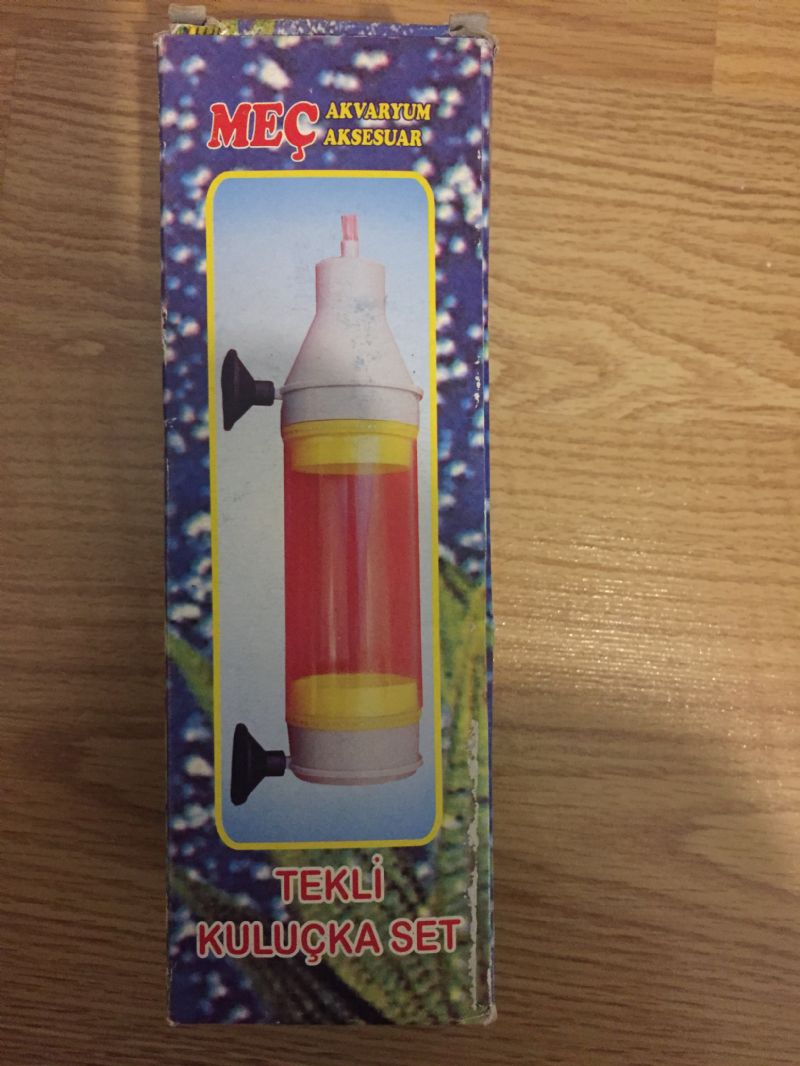 MEÇ AKVARYUM
AKSESUAR
TEKLİ
KULUÇKA SET